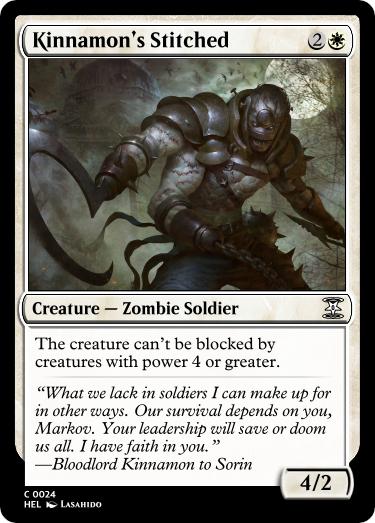 Kinnamon's Stitched 2
Creature — Zombie Soldier
The creature can't be blocked by
creatures with power 4 or greater.
“What we lack in soldiers I can make up for
in other ways. Our survival depends on you,
Markov. Your leadership will save or doom
us all. I have faith in you.”
—Bloodlord Kinnamon to Sorin
4/2
C 0024
HEL Lasahido